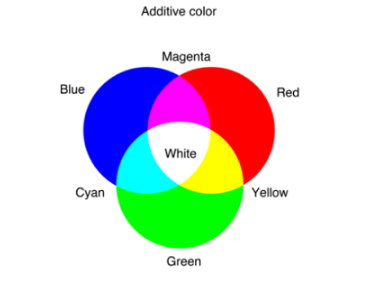 Additive color
Magenta
Blue
Red
White
Cyan
Yellow
Green